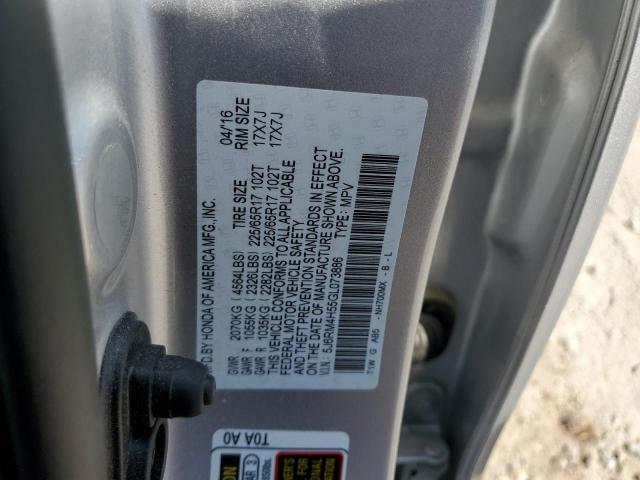 D BY HONDA OF AMERICA MFG.,INC. 04/16
TIRE SIZE RIM SIZE
GVWR 2070KG (4564LBS)
GAWR F 1055KG (2326LBS) 225/65R17 102T 17X7J
GAWR R 1035KG (2282LBS) 225/65R17 102T 17X7J
THIS VEHICLE CONFORMS TO ALL APPLICABLE
FEDERAL MOTOR VEHICLE SAFETY
AND THEFT PREVENTION STANDARDS IN EFFECT
ON THE DATE OF MANUFACTURE SHOWN ABOVE.
V.I.N.: 5J6RM4H55GL073886 TYPE: MPV
T1W G A85 - NH700MX - B - L
T0A A0